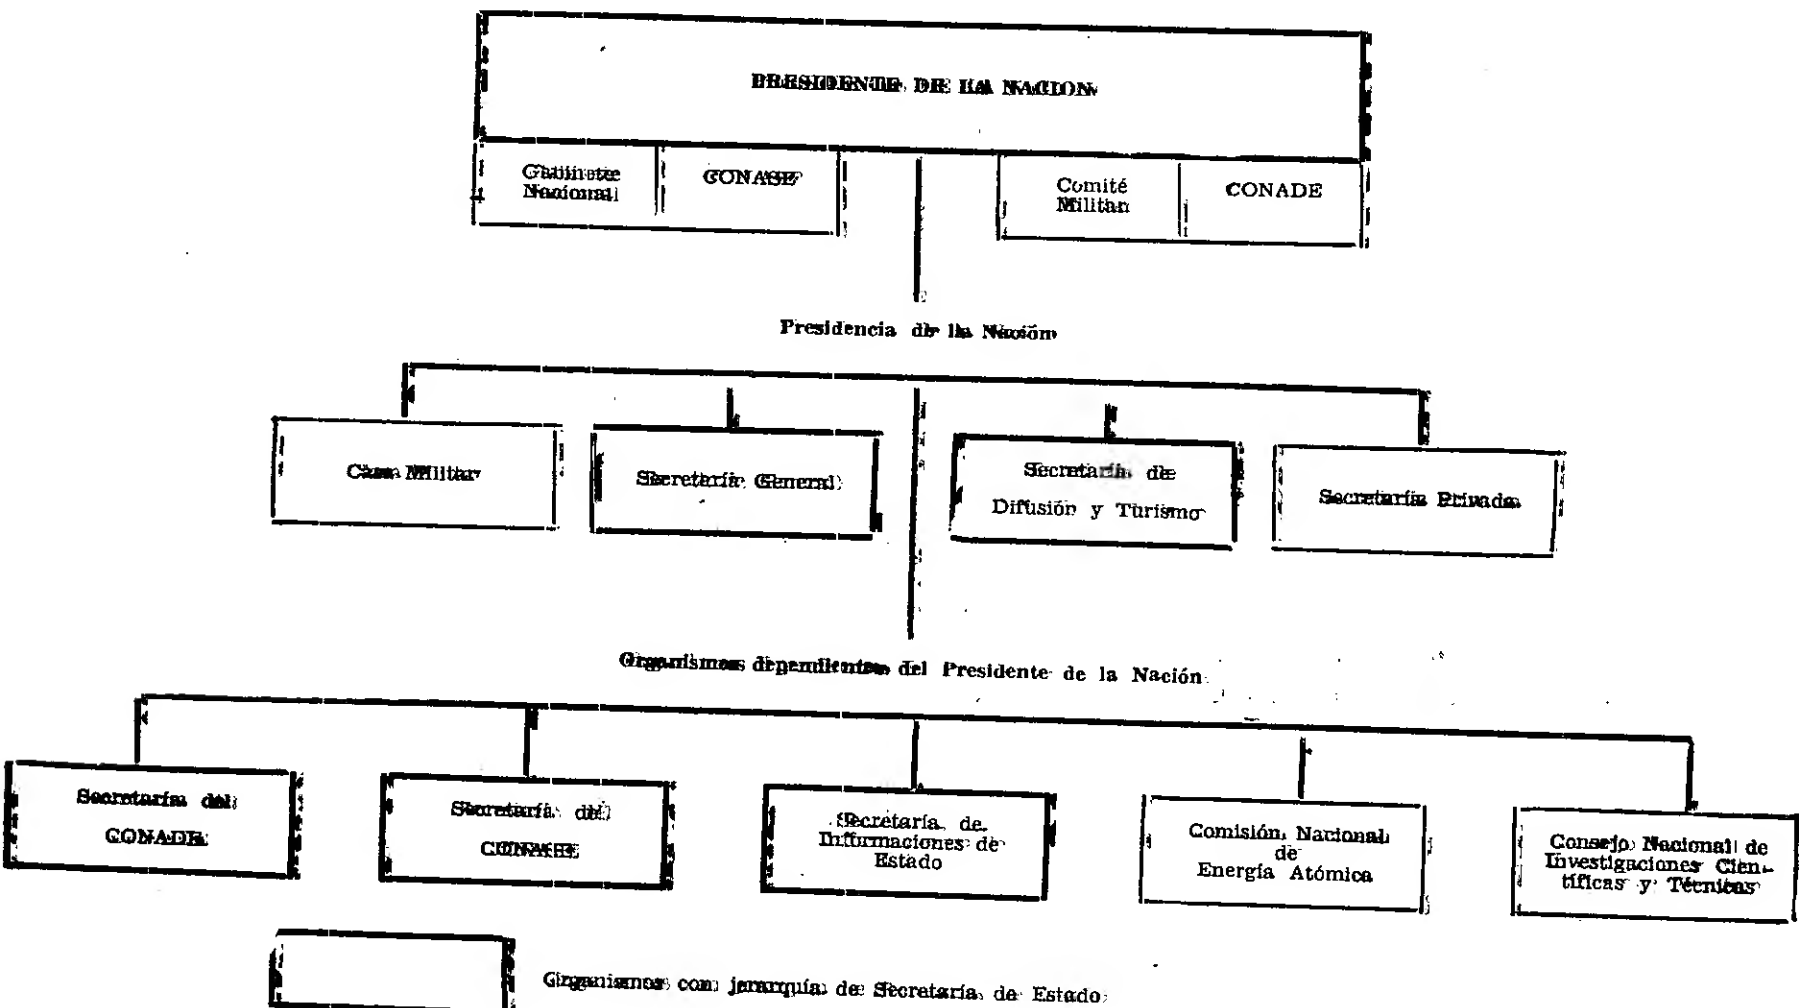 PRESIDENTE DE LA NACION
Gabinete
Nacional
CONASE
Comité
Militar
CONADE
Presidencia de la Nación
Casa Militar
Secretaría General
Secretaría de
Difusión y Turismo
Secretaría Privada
Organismos dependientes del Presidente de la Nación
Secretaría del
CONADE
Secretaría del
CONASE
Secretaría de
Informaciones de
Estado
Comisión Nacional
de
Energía Atómica
Consejo Nacional de
Investigaciones Cien-
tíficas y Técnicas
Organismos con jerarquía de Secretaría de Estado